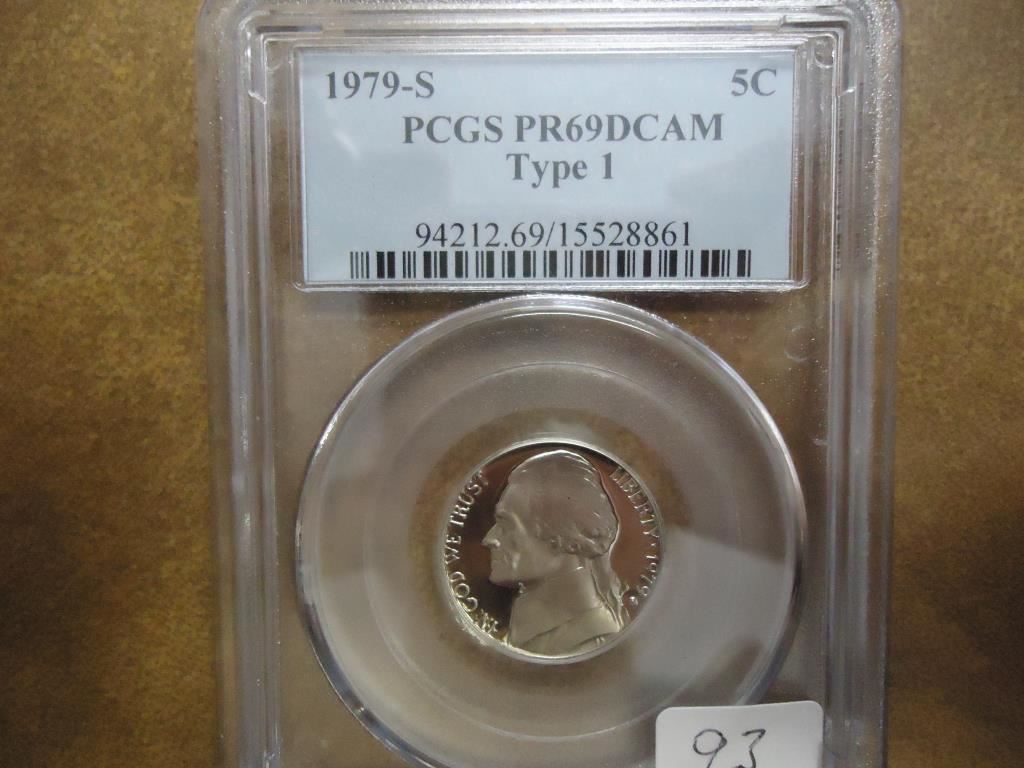 1979-S 5C
PCGS PR69DCAM
Type 1
94212.69/15528861
IN GOD WE TRUST
LIBERTY · 1979 S
93